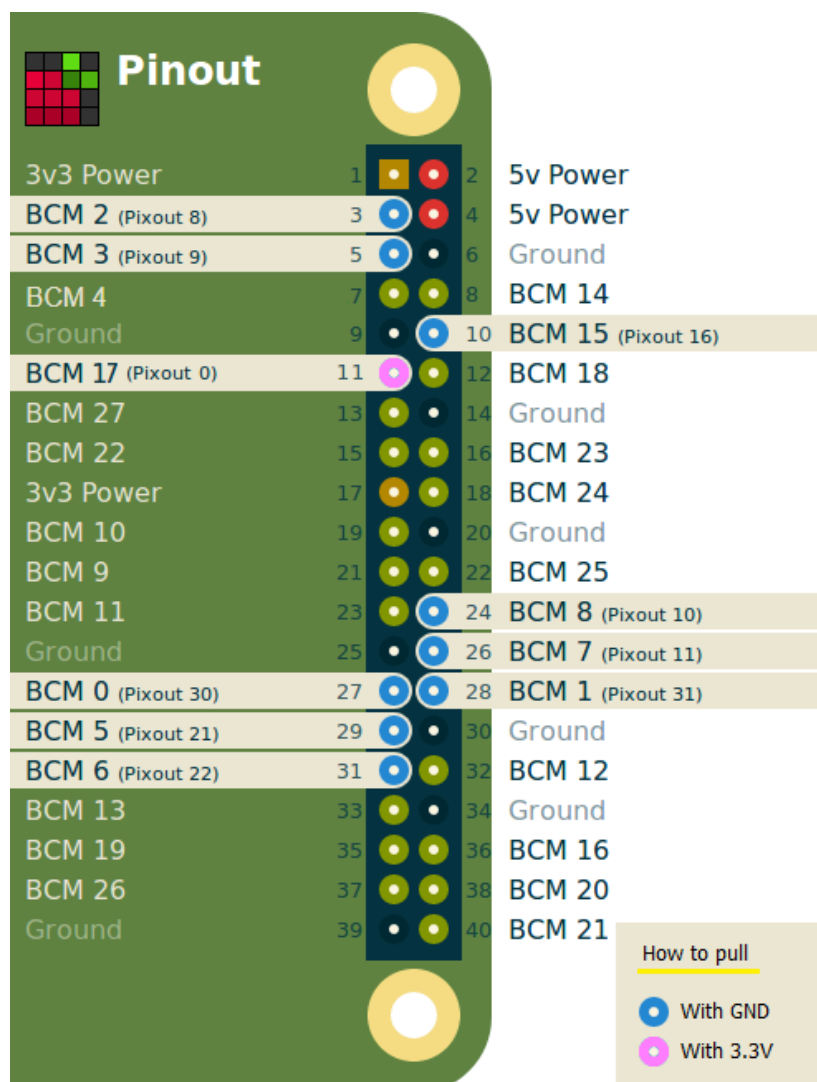 Pinout
3v3 Power 1 2 5v Power
BCM 2 (Pixout 8) 3 4 5v Power
BCM 3 (Pixout 9) 5 6 Ground
BCM 4 7 8 BCM 14
Ground 9 10 BCM 15 (Pixout 16)
BCM 17 (Pixout 0) 11 12 BCM 18
BCM 27 13 14 Ground
BCM 22 15 16 BCM 23
3v3 Power 17 18 BCM 24
BCM 10 19 20 Ground
BCM 9 21 22 BCM 25
BCM 11 23 24 BCM 8 (Pixout 10)
Ground 25 26 BCM 7 (Pixout 11)
BCM 0 (Pixout 30) 27 28 BCM 1 (Pixout 31)
BCM 5 (Pixout 21) 29 30 Ground
BCM 6 (Pixout 22) 31 32 BCM 12
BCM 13 33 34 Ground
BCM 19 35 36 BCM 16
BCM 26 37 38 BCM 20
Ground 39 40 BCM 21
How to pull
With GND
With 3.3V